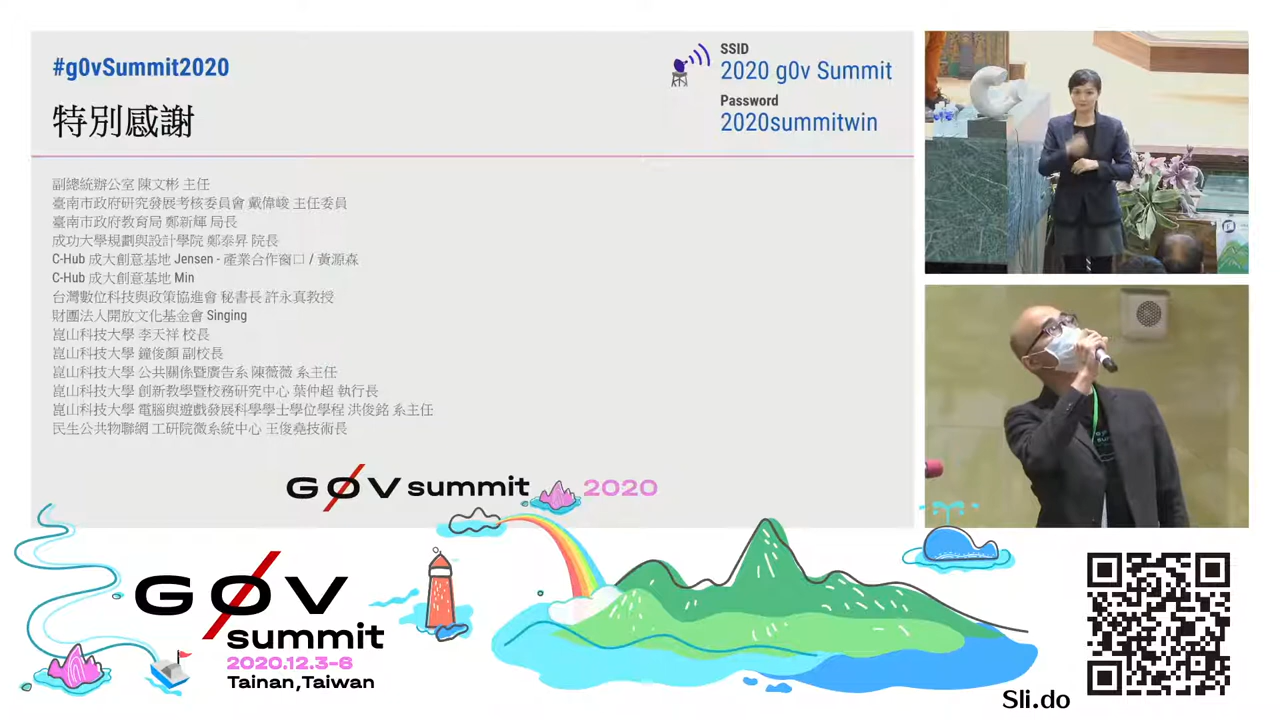 #g0vSummit2020
特別感謝
SSID
2020 g0v Summit
Password
2020summitwin
副總統辦公室 陳文彬 主任
臺南市政府研究發展考核委員會 戴偉峻 主任委員
臺南市政府教育局 鄭新輝 局長
成功大學規劃與設計學院 鄭泰昇 院長
C-Hub 成大創意基地 Jensen - 產業合作窗口 / 黃源森
C-Hub 成大創意基地 Min
台灣數位科技與政策協進會 秘書長 許永真教授
財團法人開放文化基金會 Singing
崑山科技大學 李天祥 校長
崑山科技大學 鐘俊顏 副校長
崑山科技大學 公共關係暨廣告系 陳薇薇 系主任
崑山科技大學 創新教學暨校務研究中心 葉仲超 執行長
崑山科技大學 電腦與遊戲發展科學學士學位學程 洪俊銘 系主任
民生公共物聯網 工研院微系統中心 王俊堯技術長
GØV summit 2020
GØV
summit
2020.12.3-6
Tainan,Taiwan
Sli.do